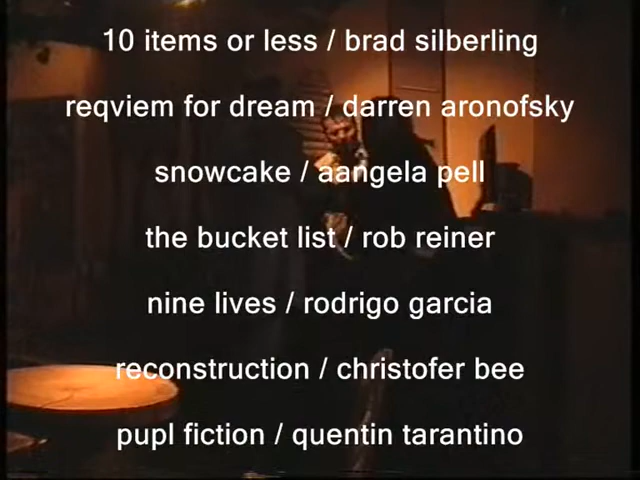 10 items or less / brad silberling
reqviem for dream / darren aronofsky
snowcake / aangela pell
the bucket list / rob reiner
nine lives / rodrigo garcia
reconstruction / christofer bee
pupl fiction / quentin tarantino